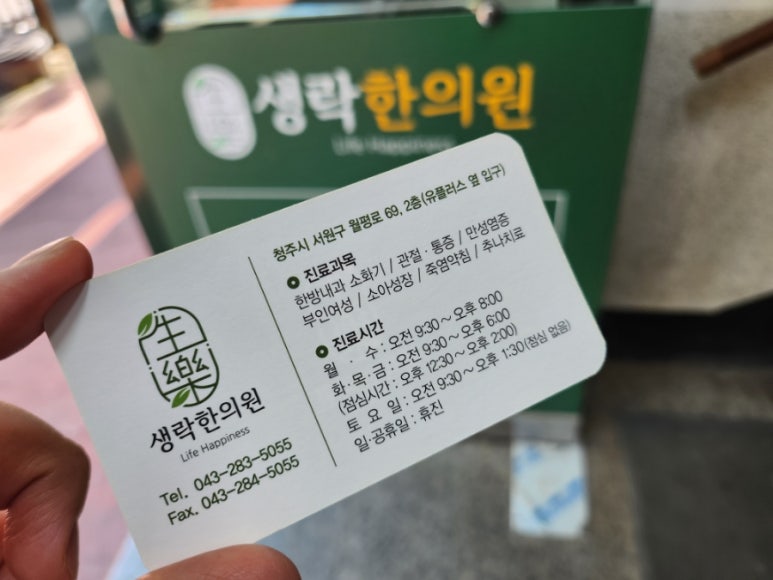 생락한의원
Life Happiness
生
樂
생락한의원
Life Happiness
Tel. 043-283-5055
Fax. 043-284-5055
청주시 서원구 월평로 69, 2층(유플러스 옆 입구)
진료과목
한방내과 소화기 / 관절·통증 / 만성염증
부인여성 / 소아성장 / 죽염약침 / 추나치료
진료시간
월 · 수 : 오전 9:30 ~ 오후 8:00
화·목·금 : 오전 9:30 ~ 오후 6:00
(점심시간 : 오후 12:30 ~ 오후 2:00)
토 요 일 : 오전 9:30 ~ 오후 1:30 (점심 없음)
일·공휴일 : 휴진